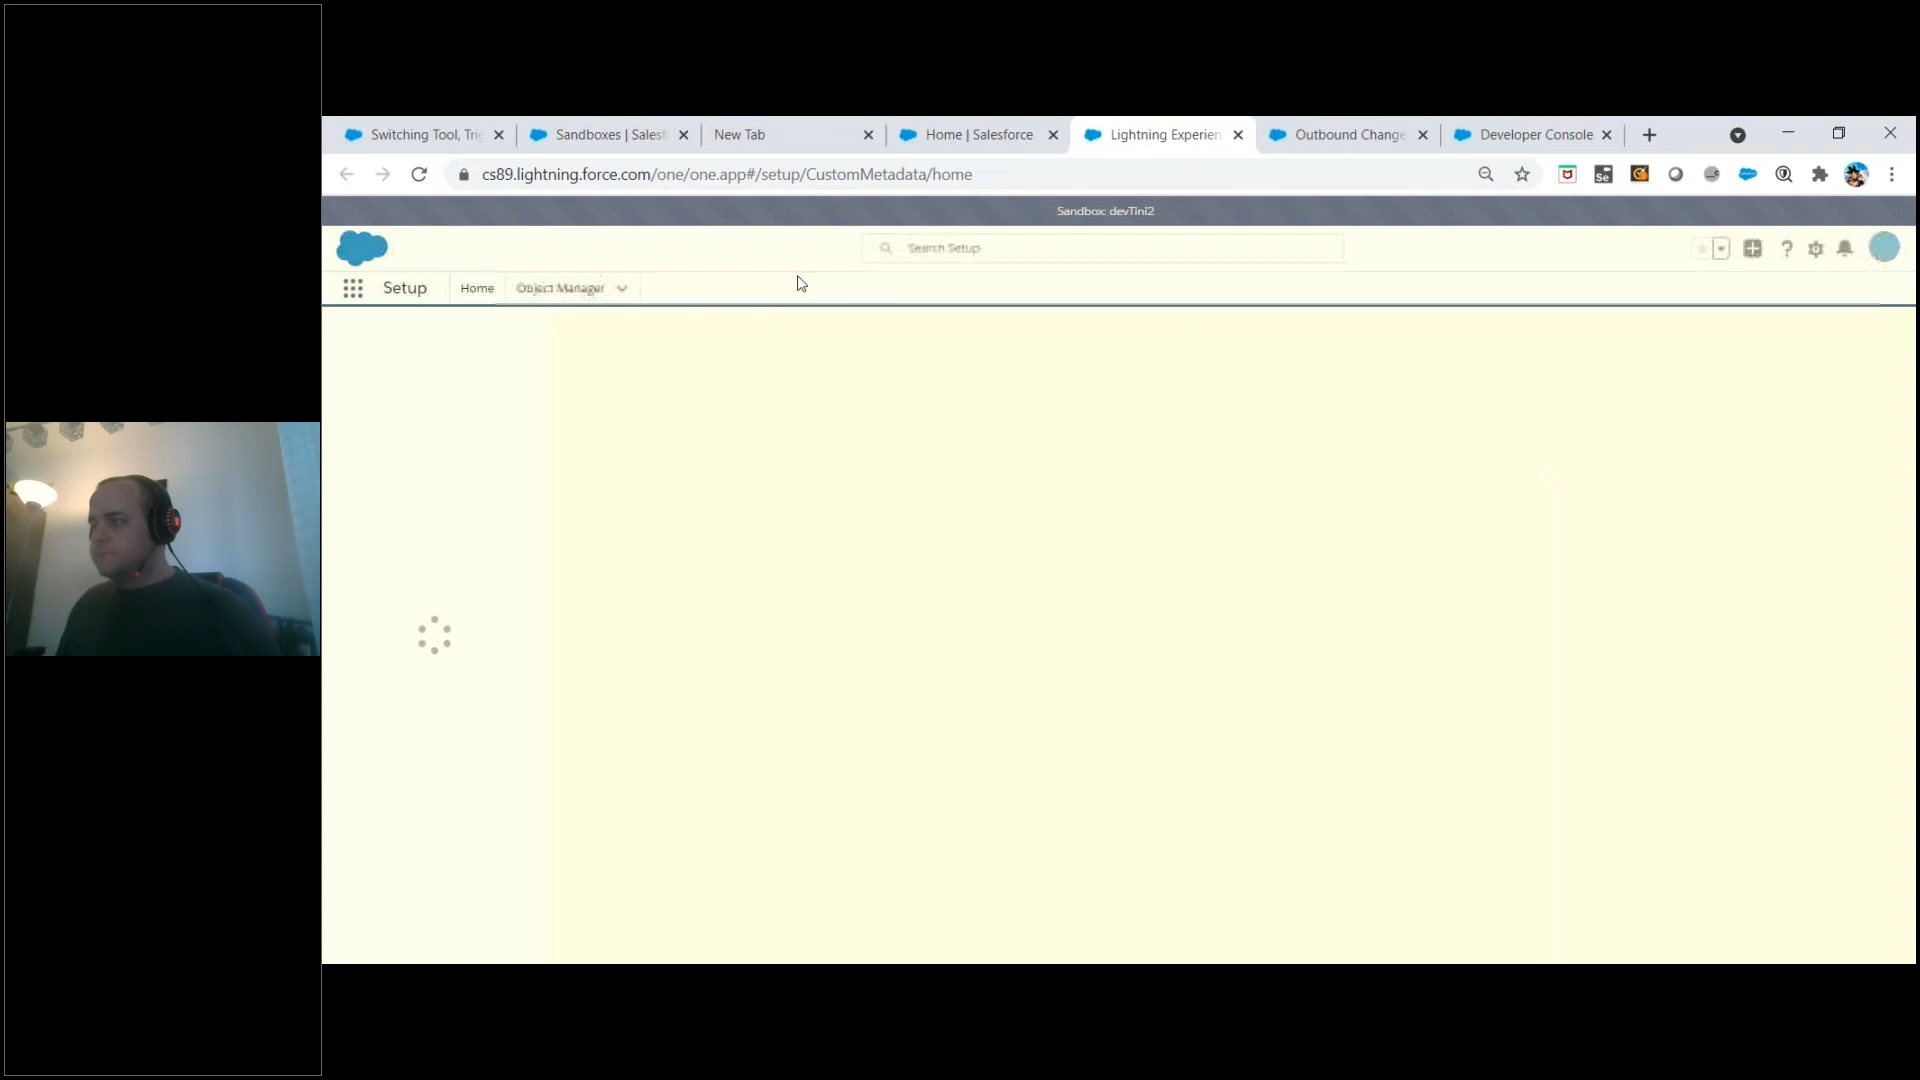 Switching Tool, Trig
Sandboxes | Salesf
New Tab
Home | Salesforce
Lightning Experien
Outbound Change
Developer Console
cs89.lightning.force.com/one/one.app#/setup/CustomMetadata/home
Sandbox: devTini2
Search Setup
Setup
Home
Object Manager